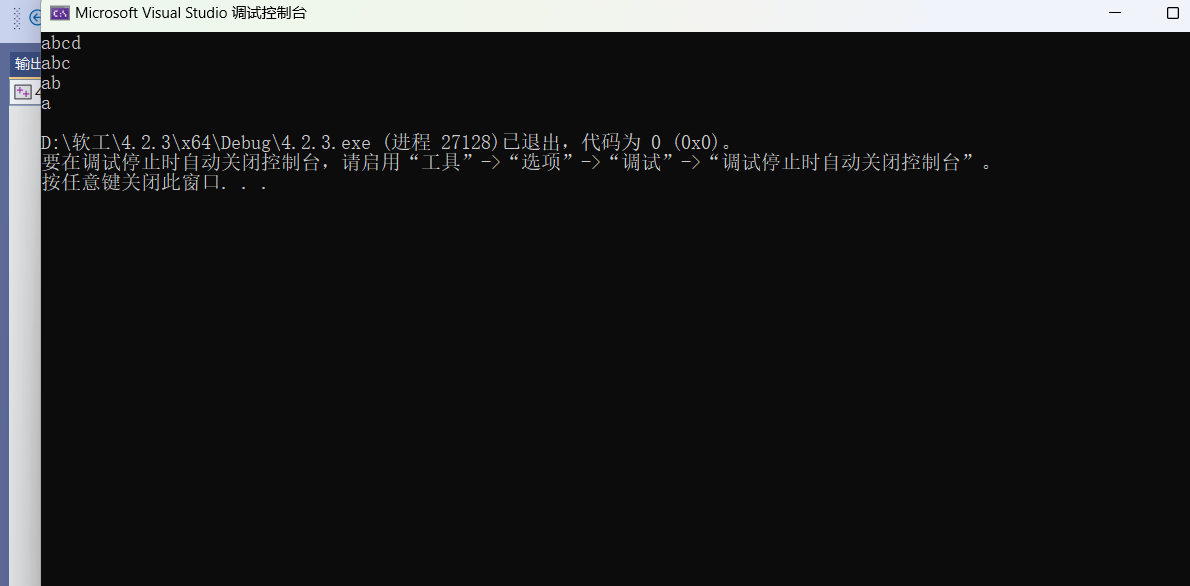 Microsoft Visual Studio 调试控制台
输出
abcd
abc
ab
a
D:\软工\4.2.3\x64\Debug\4.2.3.exe (进程 27128)已退出，代码为 0 (0x0)。
要在调试停止时自动关闭控制台，请启用“工具”->“选项”->“调试”->“调试停止时自动关闭控制台”。
按任意键关闭此窗口. . .